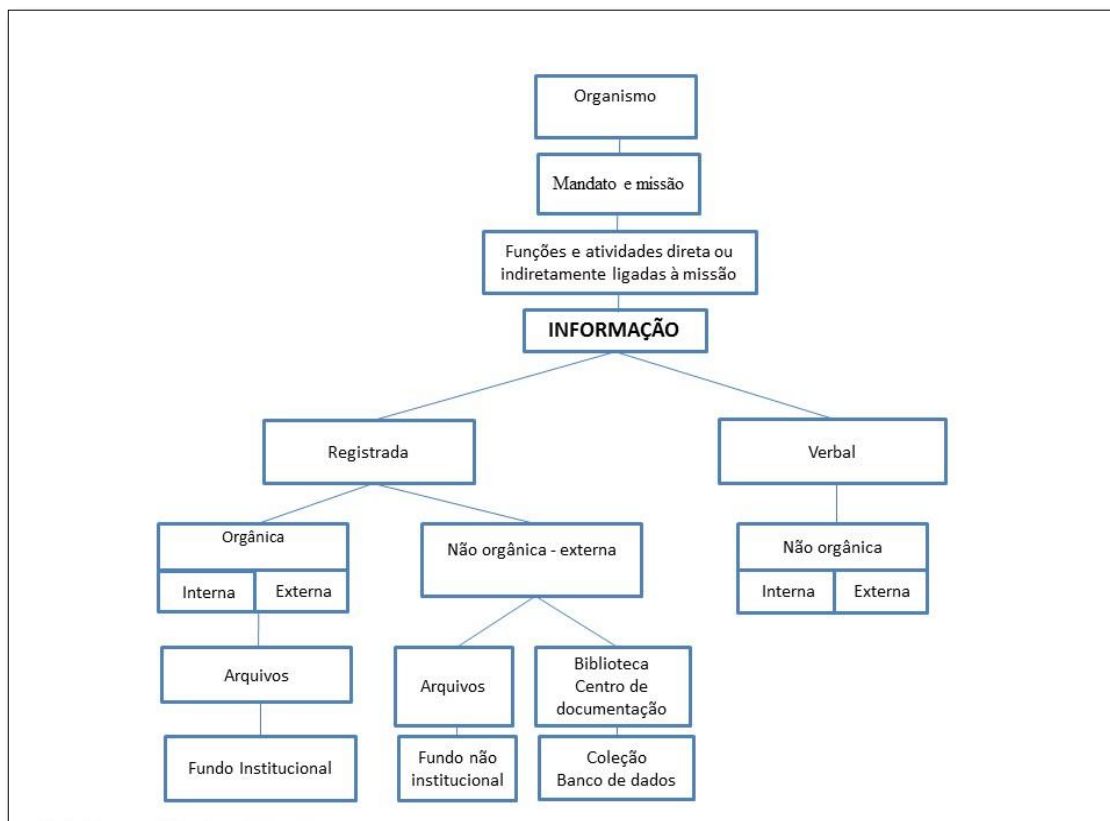 Organismo
Mandato e missão
Funções e atividades direta ou
indiretamente ligadas à missão
INFORMAÇÃO
Registrada
Verbal
Orgânica
Interna
Externa
Não orgânica - externa
Não orgânica
Interna
Externa
Arquivos
Arquivos
Biblioteca
Centro de
documentação
Fundo Institucional
Fundo não
institucional
Coleção
Banco de dados